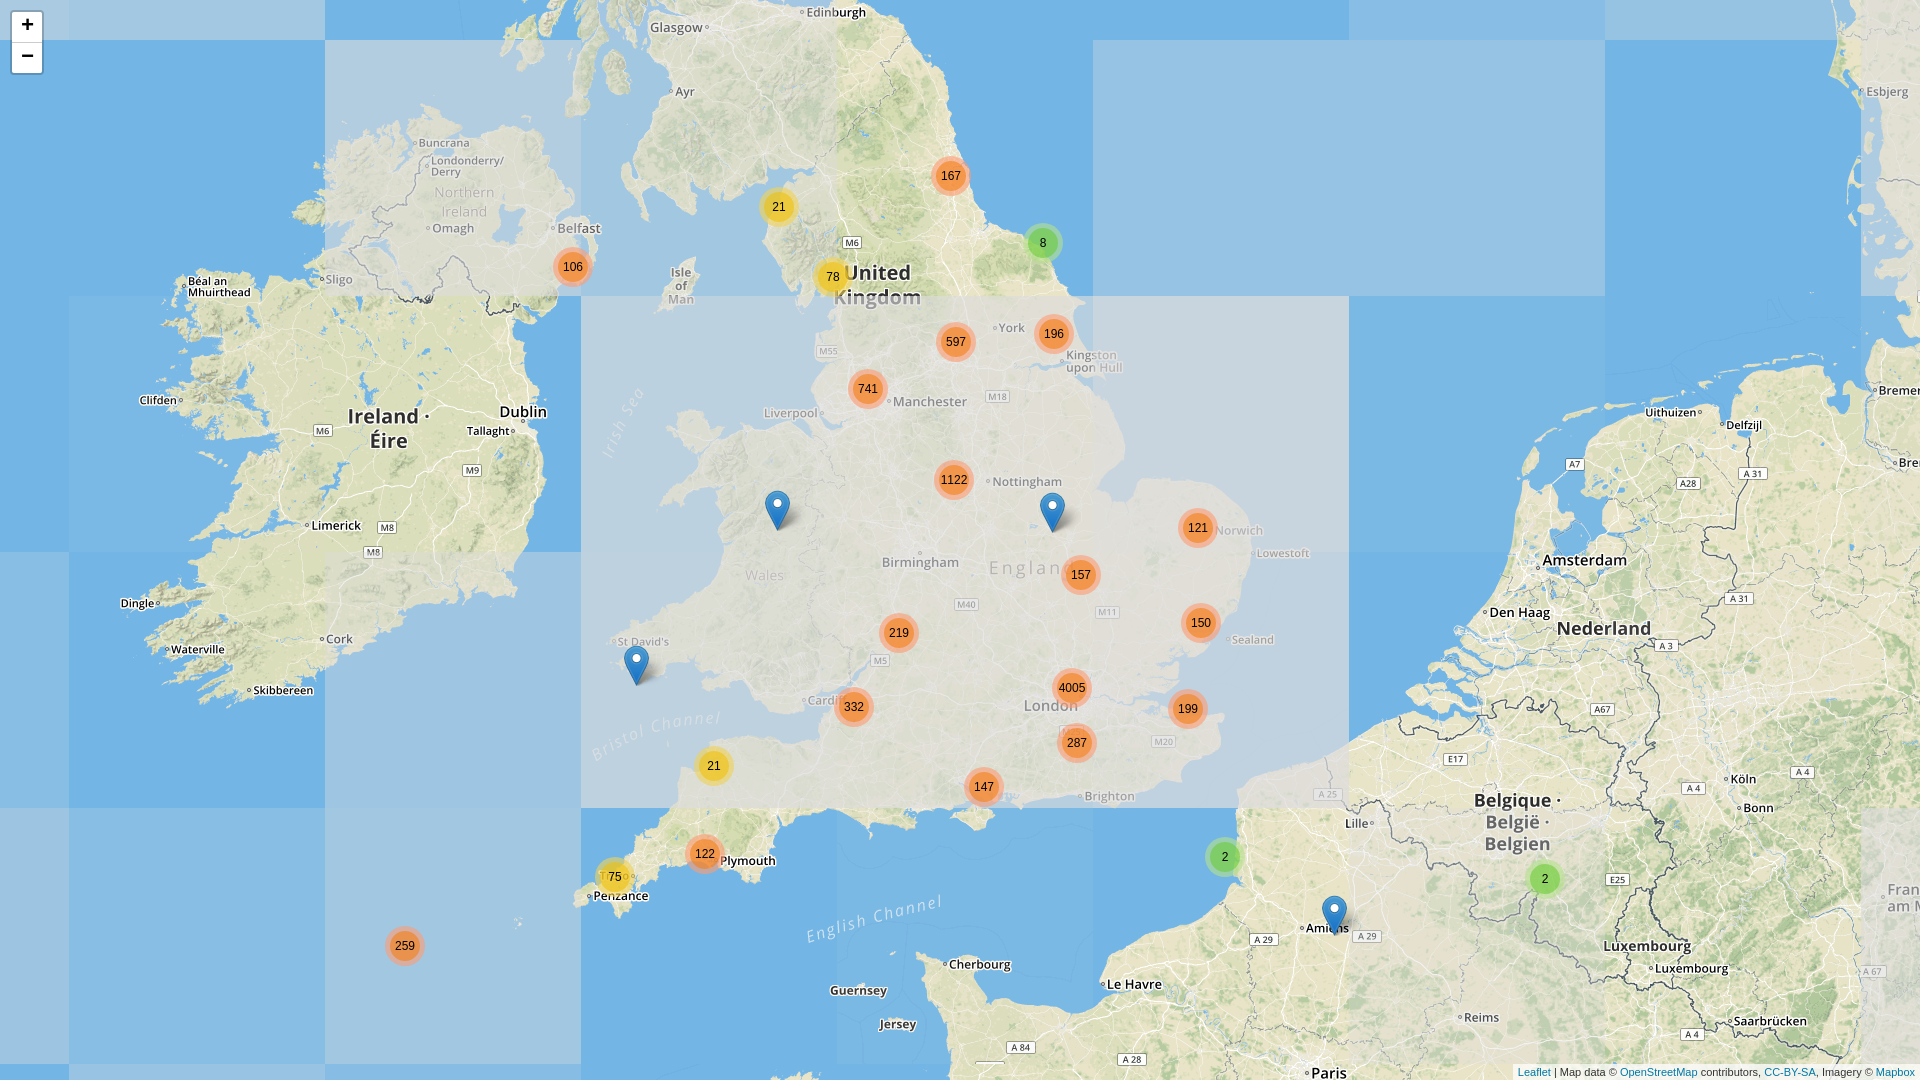 +
−
Edinburgh
Glasgow
Ayr
Esbjerg
Buncrana
Londonderry/
Derry
Northern
Ireland
Omagh
Belfast
167
21
8
M6
106
78
United
Kingdom
Isle
of
Man
Sligo
Béal an
Mhuirthead
York
196
597
M55
Kingston
upon Hull
741
Manchester
M18
Liverpool
Irish Sea
Clifden
Ireland ·
Éire
Dublin
Tallaght
M6
M9
Uithuizen
Delfzijl
Bremer
A7
A 31
A28
Bre
1122
Nottingham
121
Norwich
Lowestoft
Limerick
M8
M8
Birmingham
Wales
Englan
157
Amsterdam
Dingle
M40
M11
Den Haag
A 31
219
150
Nederland
Cork
St David's
Sealand
A 3
Waterville
M5
Skibbereen
4005
London
Cardiff
332
199
A67
Bristol Channel
287
M20
E17
21
147
Brighton
A 25
Köln
A 4
A 4
Bonn
Belgique ·
België ·
Belgien
Lille
122
Plymouth
2
75
Penzance
2
E25
Fran
am M
English Channel
259
Amiens
A 29
A 29
Luxembourg
Luxembourg
Cherbourg
A 67
Guernsey
Le Havre
Jersey
Reims
Saarbrücken
A 4
A 84
A 28
Paris
Leaflet | Map data © OpenStreetMap contributors, CC-BY-SA, Imagery © Mapbox